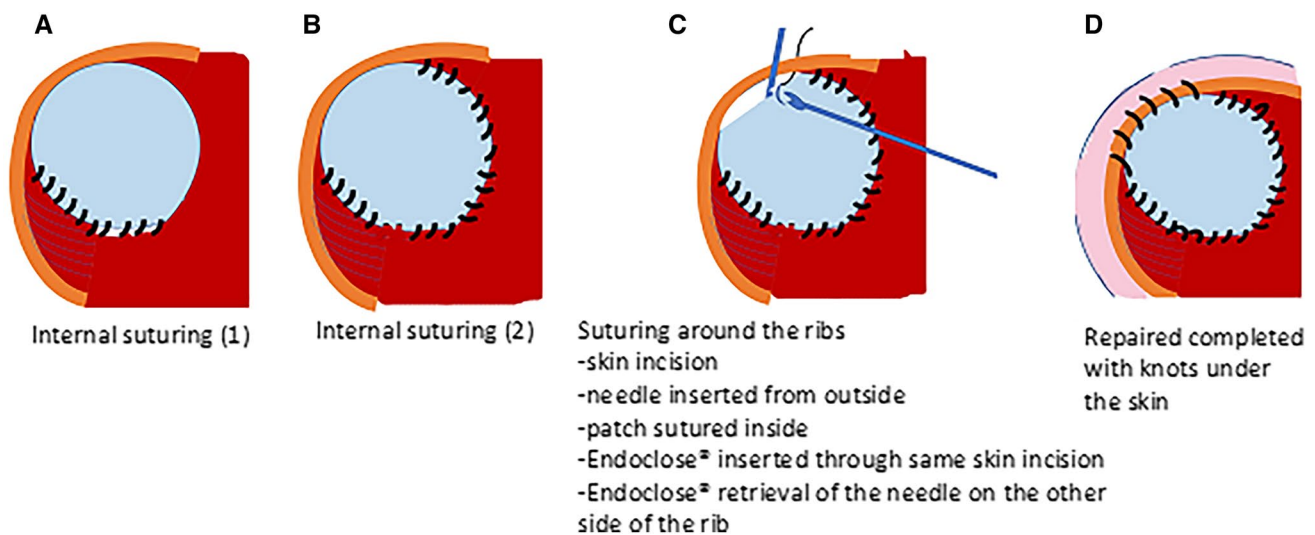 A
B
C
D
Internal suturing (1)
Internal suturing (2)
Suturing around the ribs
-skin incision
-needle inserted from outside
-patch sutured inside
-Endoclose® inserted through same skin incision
-Endoclose® retrieval of the needle on the other
side of the rib
Repaired completed
with knots under
the skin